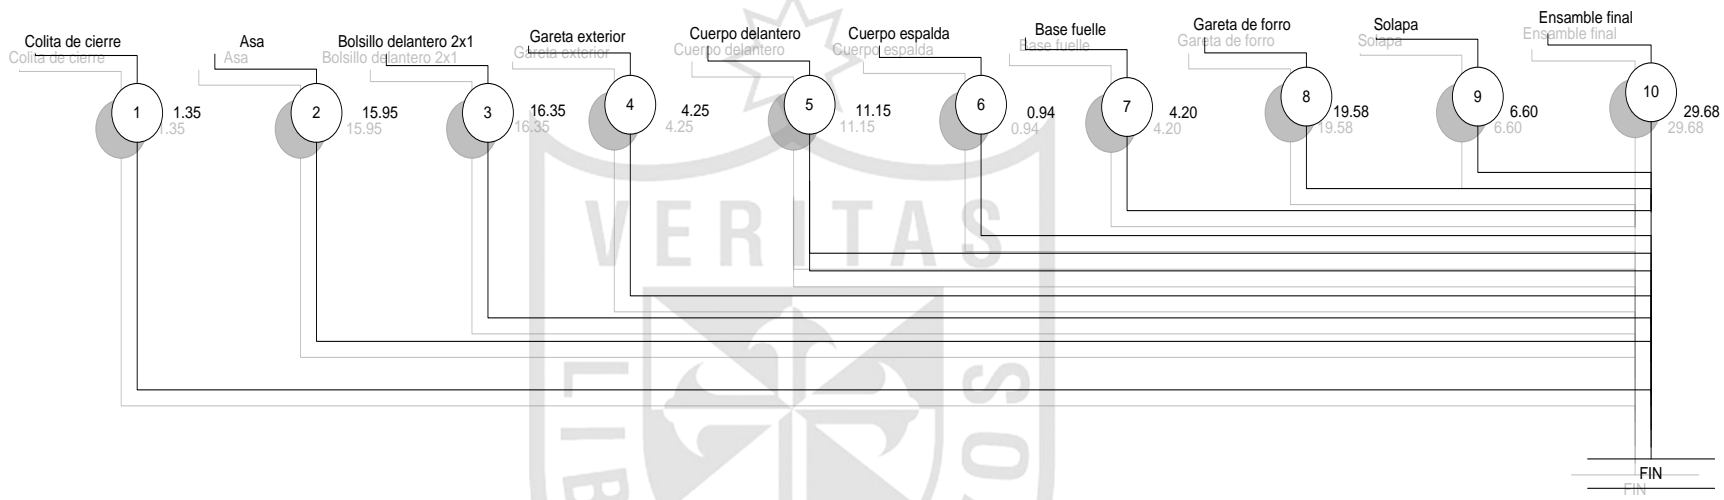 Colita de cierre
Asa
Bolsillo delantero 2x1
Gareta exterior
Cuerpo delantero
Cuerpo espalda
Base fuelle
Gareta de forro
Solapa
Ensamble final
1 1.35
2 15.95
3 16.35
4 4.25
5 11.15
6 0.94
7 4.20
8 19.58
9 6.60
10 29.68
VERITAS
LIB
SO
FIN